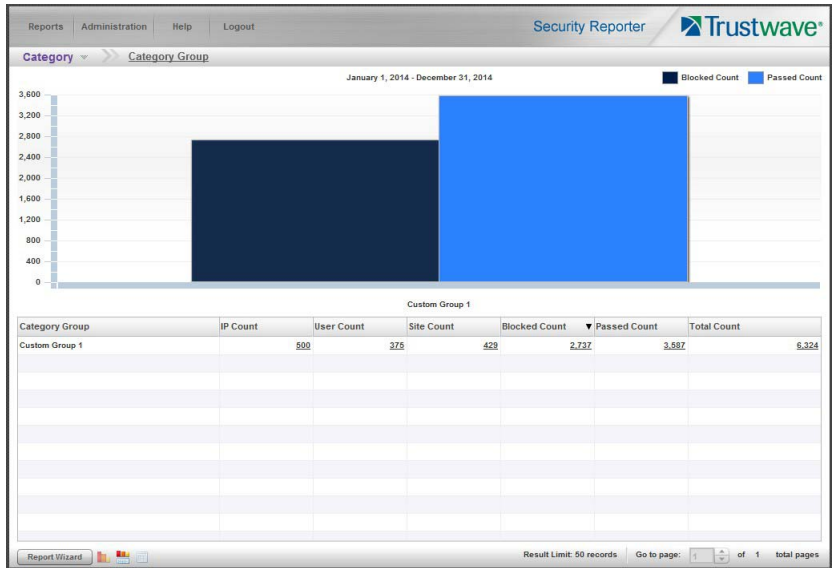 Reports Administration Help Logout Security Reporter Trustwave®
Category Category Group
January 1, 2014 - December 31, 2014 Blocked Count Passed Count
3,600
3,200
2,800
2,400
2,000
1,600
1,200
800
400
0
Custom Group 1
Category Group IP Count User Count Site Count Blocked Count ▼ Passed Count Total Count
Custom Group 1 500 375 429 2,737 3,587 6,324
Report Wizard Result Limit: 50 records Go to page: 1 of 1 total pages